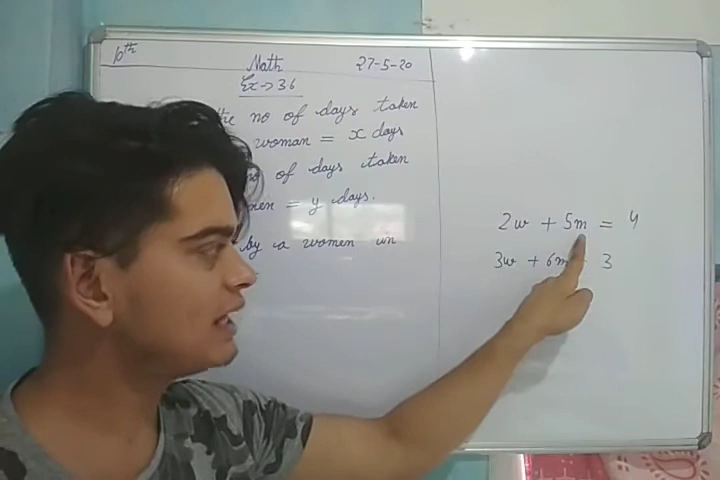 10th
Math 27-5-20
Ex → 3.6
the no of days taken
woman = x days
no of days taken
men = y days.
by a women in
2w + 5m = 4
3w + 6m 3